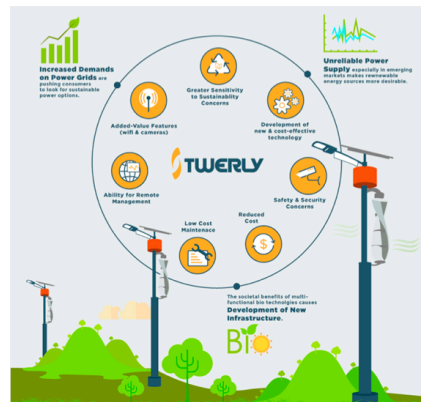 Increased Demands
on Power Grids are
pushing consumers
to look for sustainable
power options.
Unreliable Power
Supply especially in emerging
markets makes rewnewable
energy sources more desirable.
Greater Sensitivity
to Sustainability
Concerns
Added-Value Features
(wifi & cameras)
Development of
new & cost-effective
technology
STWERLY
Ability for Remote
Management
Safety & Security
Concerns
Low Cost
Maintenace
Reduced
Cost
$
The societal benefits of multi-
functional bio technolgies causes
Development of New
Infrastructure.
BiO